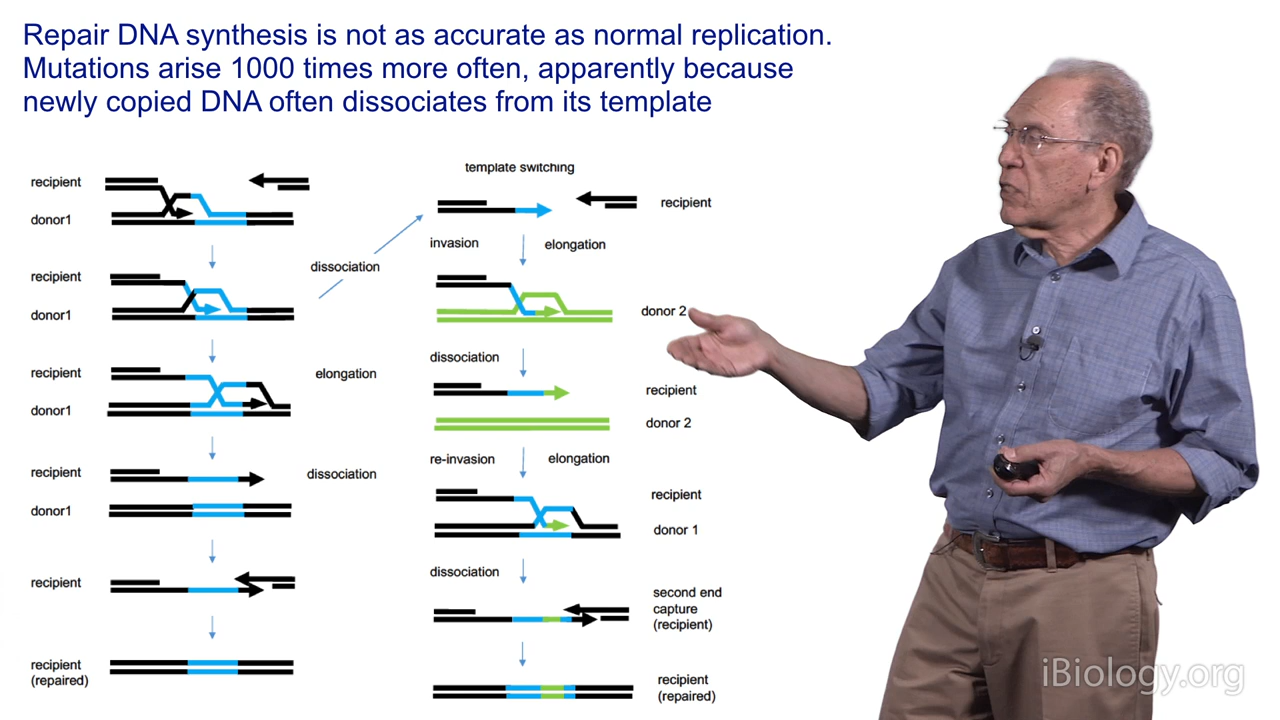 Repair DNA synthesis is not as accurate as normal replication.
Mutations arise 1000 times more often, apparently because
newly copied DNA often dissociates from its template
recipient
donor1
recipient
donor1
dissociation
recipient
donor1
elongation
recipient
donor1
dissociation
recipient
recipient
(repaired)
template switching
recipient
invasion
elongation
donor 2
dissociation
recipient
donor 2
re-invasion
elongation
recipient
donor 1
dissociation
second end
capture
(recipient)
recipient
(repaired)
iBiology.org